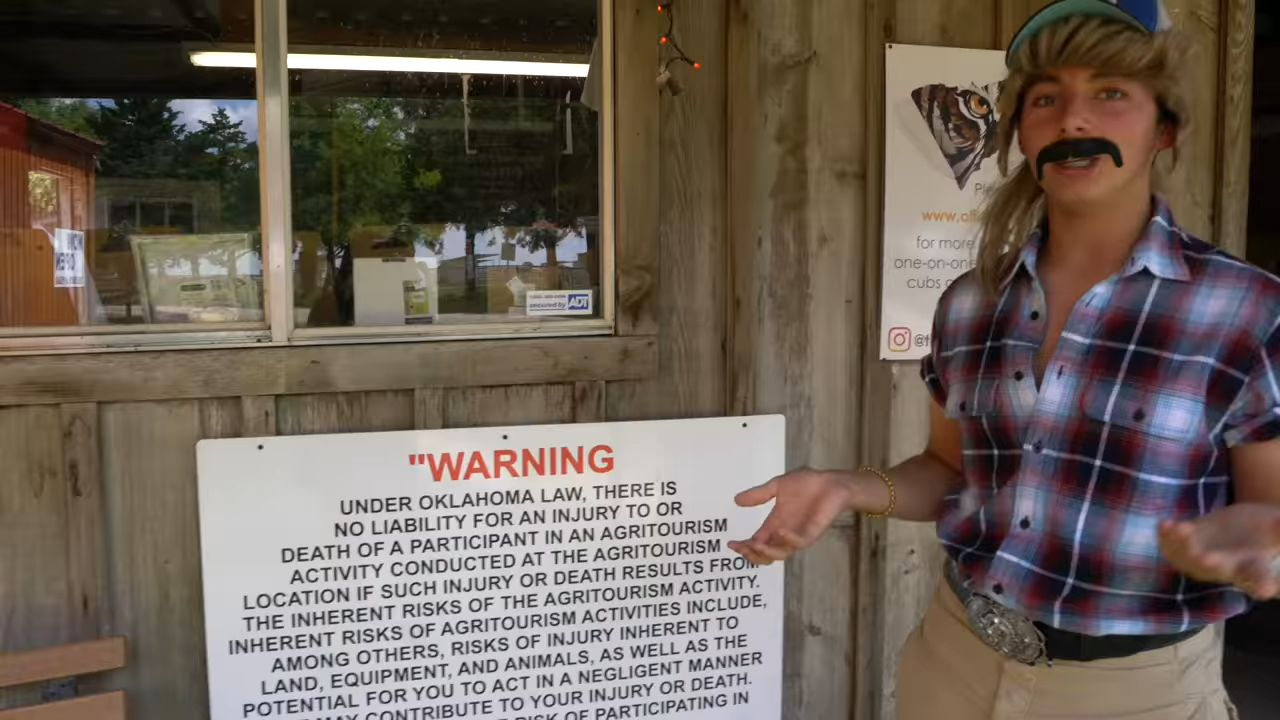 "WARNING
UNDER OKLAHOMA LAW, THERE IS
NO LIABILITY FOR AN INJURY TO OR
DEATH OF A PARTICIPANT IN AN AGRITOURISM
ACTIVITY CONDUCTED AT THE AGRITOURISM
LOCATION IF SUCH INJURY OR DEATH RESULTS FROM
THE INHERENT RISKS OF THE AGRITOURISM ACTIVITY.
INHERENT RISKS OF AGRITOURISM ACTIVITIES INCLUDE,
AMONG OTHERS, RISKS OF INJURY INHERENT TO
LAND, EQUIPMENT, AND ANIMALS, AS WELL AS THE
POTENTIAL FOR YOU TO ACT IN A NEGLIGENT MANNER
MAY CONTRIBUTE TO YOUR INJURY OR DEATH.
RISK OF PARTICIPATING IN
secured by ADT
www.
for more
one-on-one
cubs